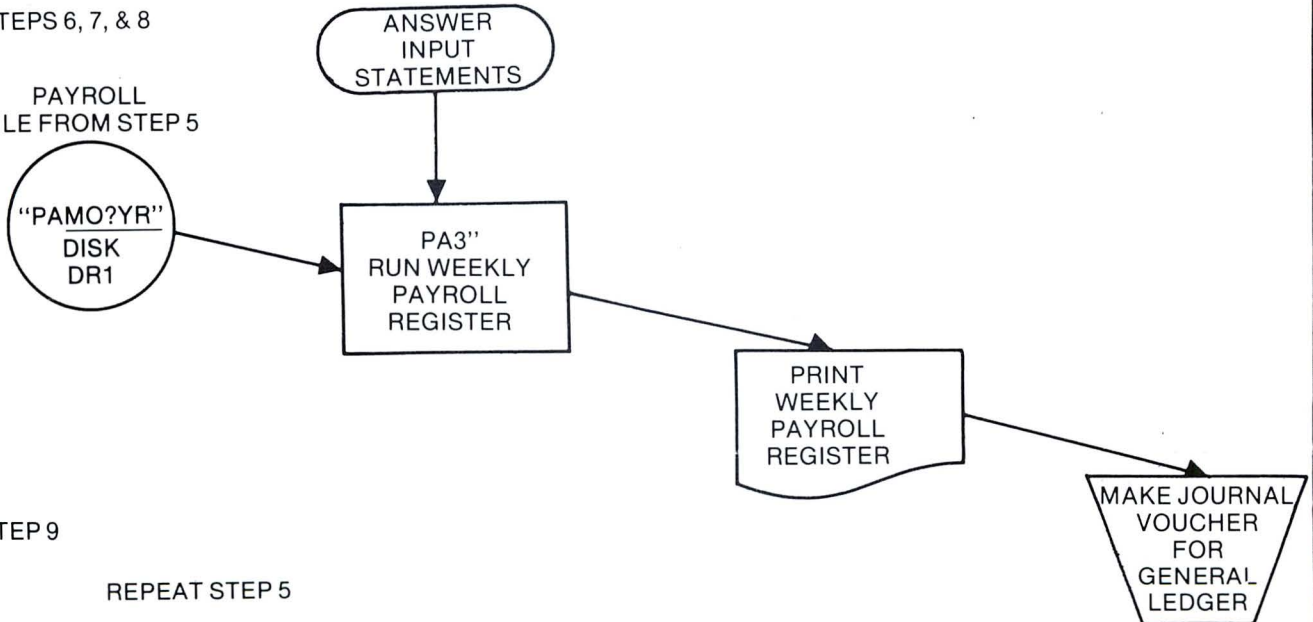 TEPS 6, 7, & 8
ANSWER
INPUT
STATEMENTS
PAYROLL
LE FROM STEP 5
"PAMO?YR"
DISK
DR1
PA3"
RUN WEEKLY
PAYROLL
REGISTER
PRINT
WEEKLY
PAYROLL
REGISTER
MAKE JOURNAL
VOUCHER
FOR
GENERAL
LEDGER
TEP 9
REPEAT STEP 5